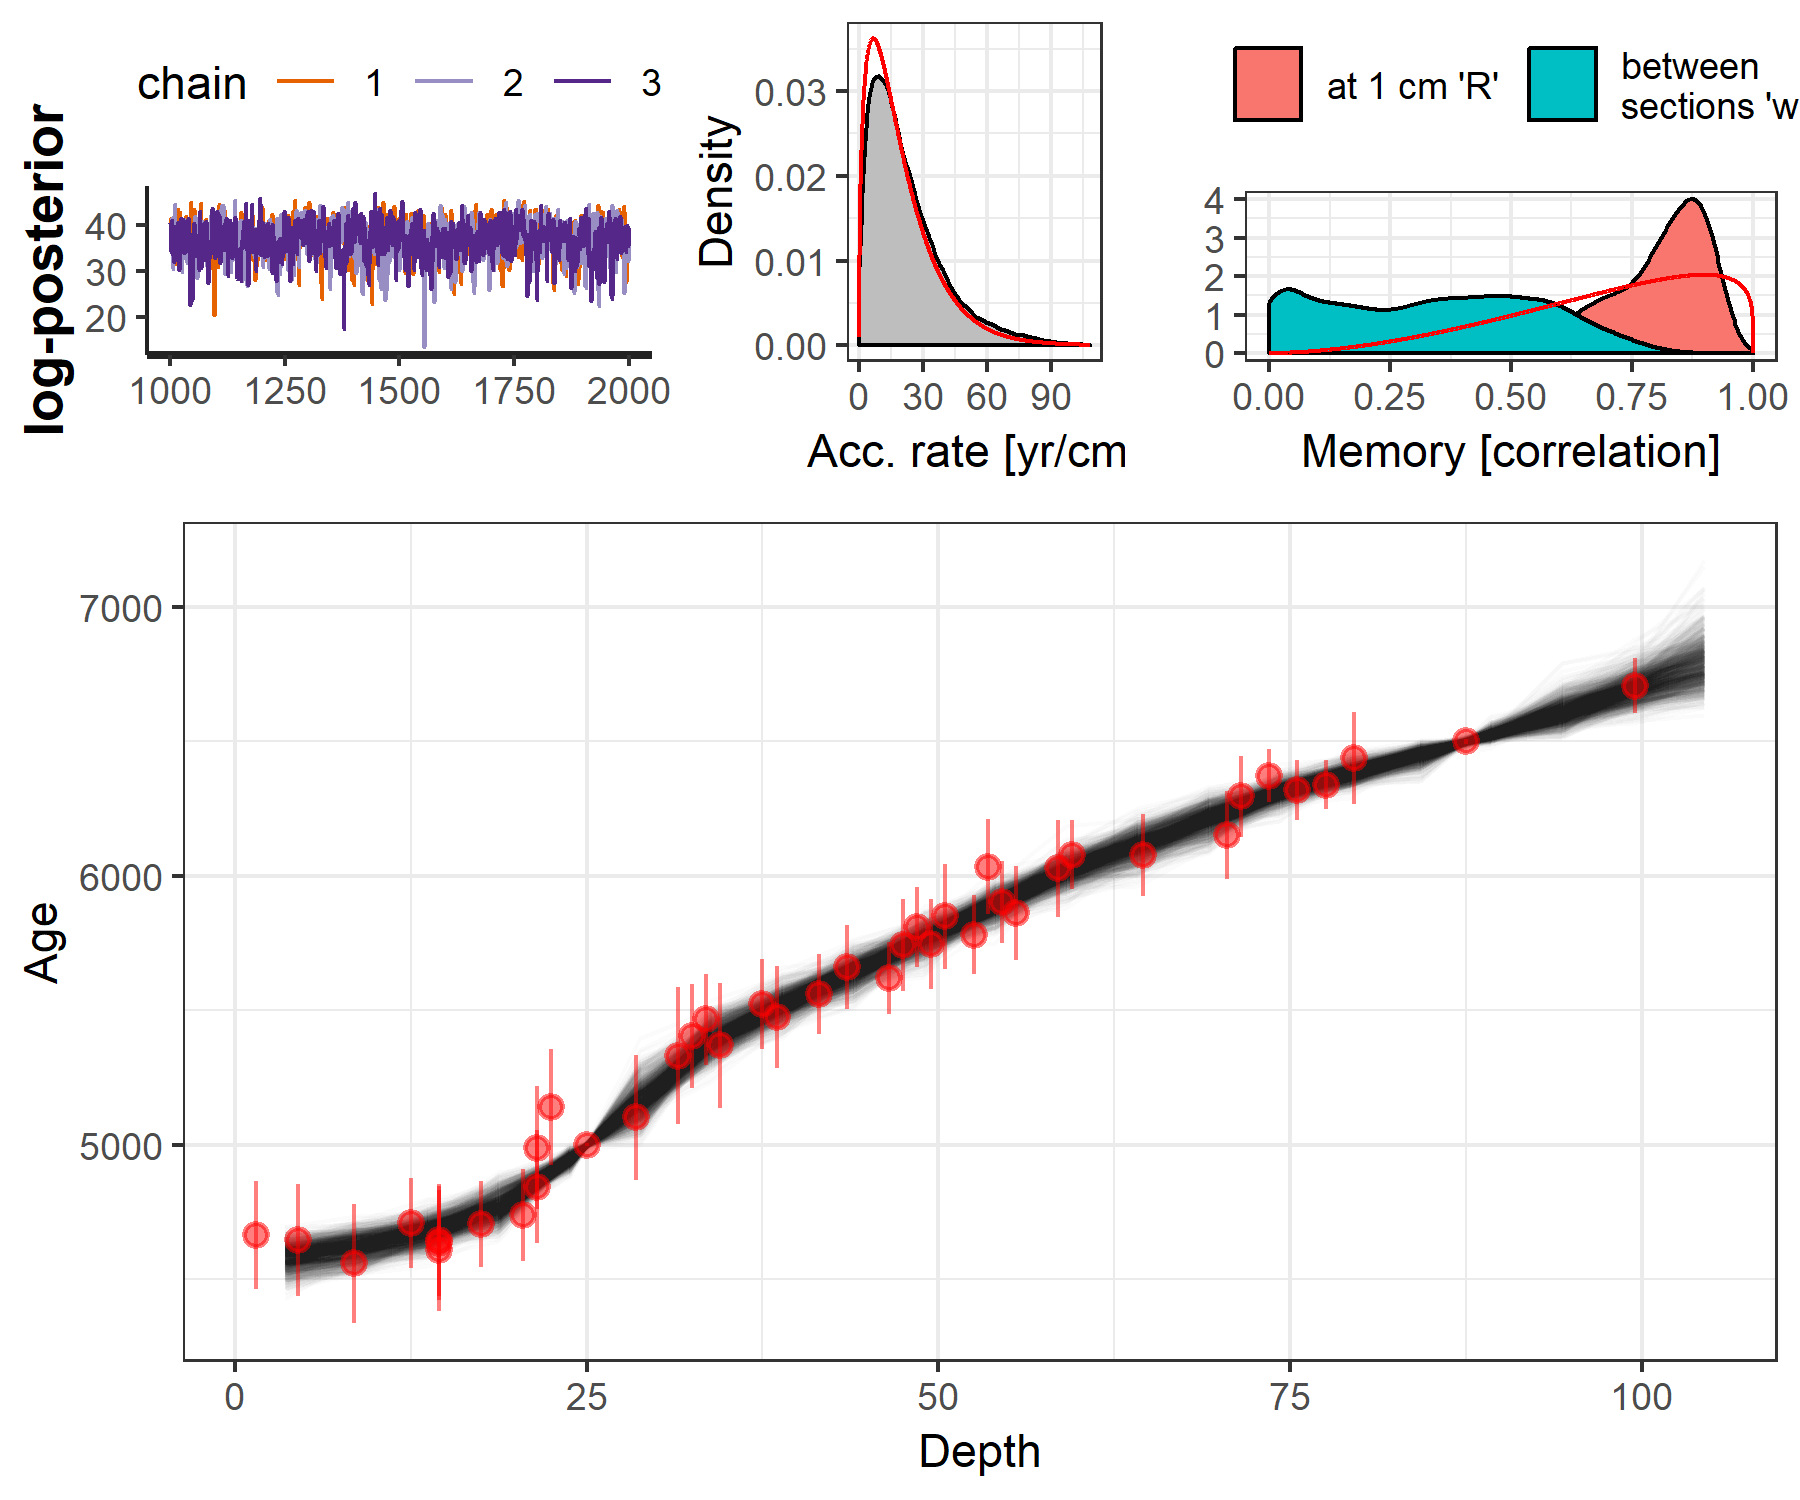 chain 1 2 3
log-posterior
40
30
20
1000 1250 1500 1750 2000
Density
0.03
0.02
0.01
0.00
0 30 60 90
Acc. rate [yr/cm
at 1 cm 'R'
between
sections 'w
4
3
2
1
0
0.00 0.25 0.50 0.75 1.00
Memory [correlation]
Age
7000
6000
5000
0 25 50 75 100
Depth